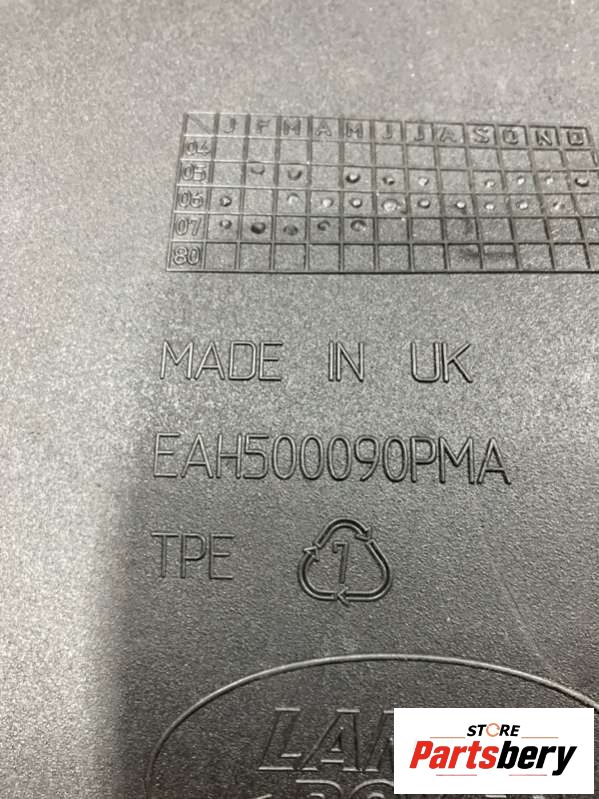 J F M A M J J A S O N D
04
05
06
07
80
MADE IN UK
EAH500090PMA
TPE 7
STORE
Partsbery